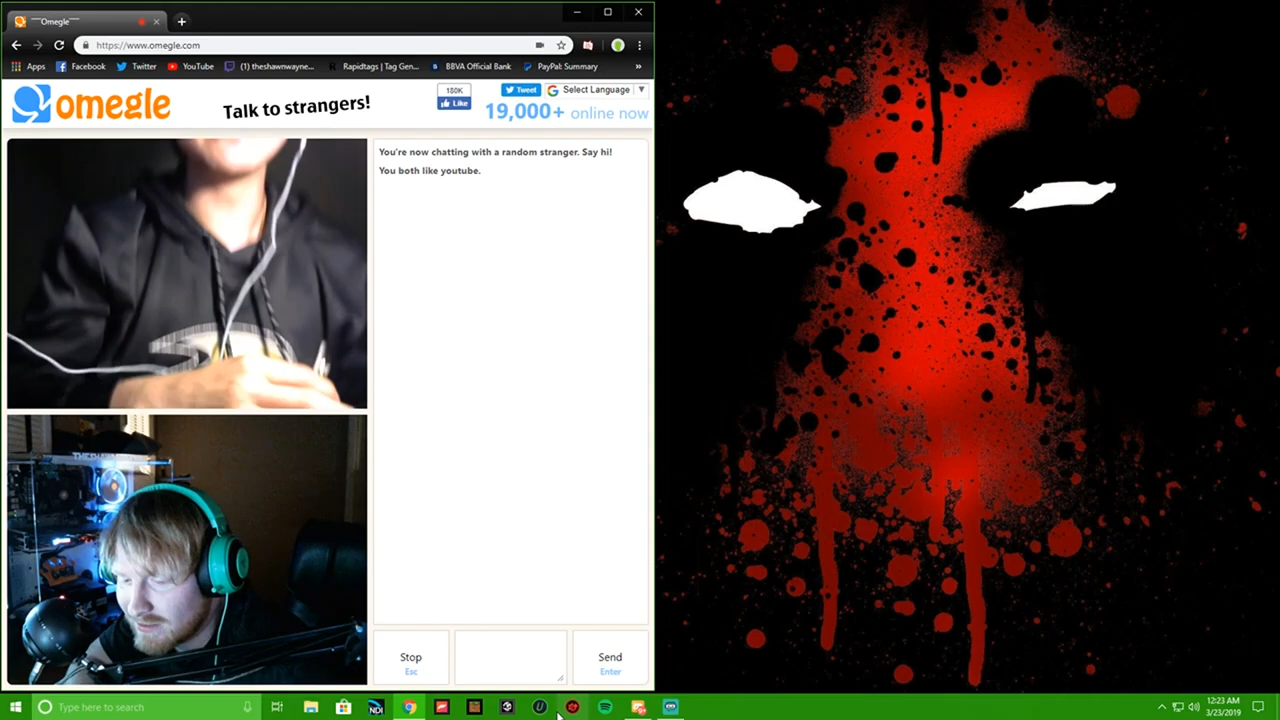 Omegle
https://www.omegle.com
Apps Facebook Twitter YouTube (1) theshawnwayne... Rapidtags | Tag Gen... BBVA Official Bank PayPal: Summary »
omegle
Talk to strangers!
180K
Like
Tweet
Select Language
19,000+ online now
You're now chatting with a random stranger. Say hi!
You both like youtube.
Stop
Esc
Send
Enter
Type here to search
NDI
12:23 AM
3/23/2019